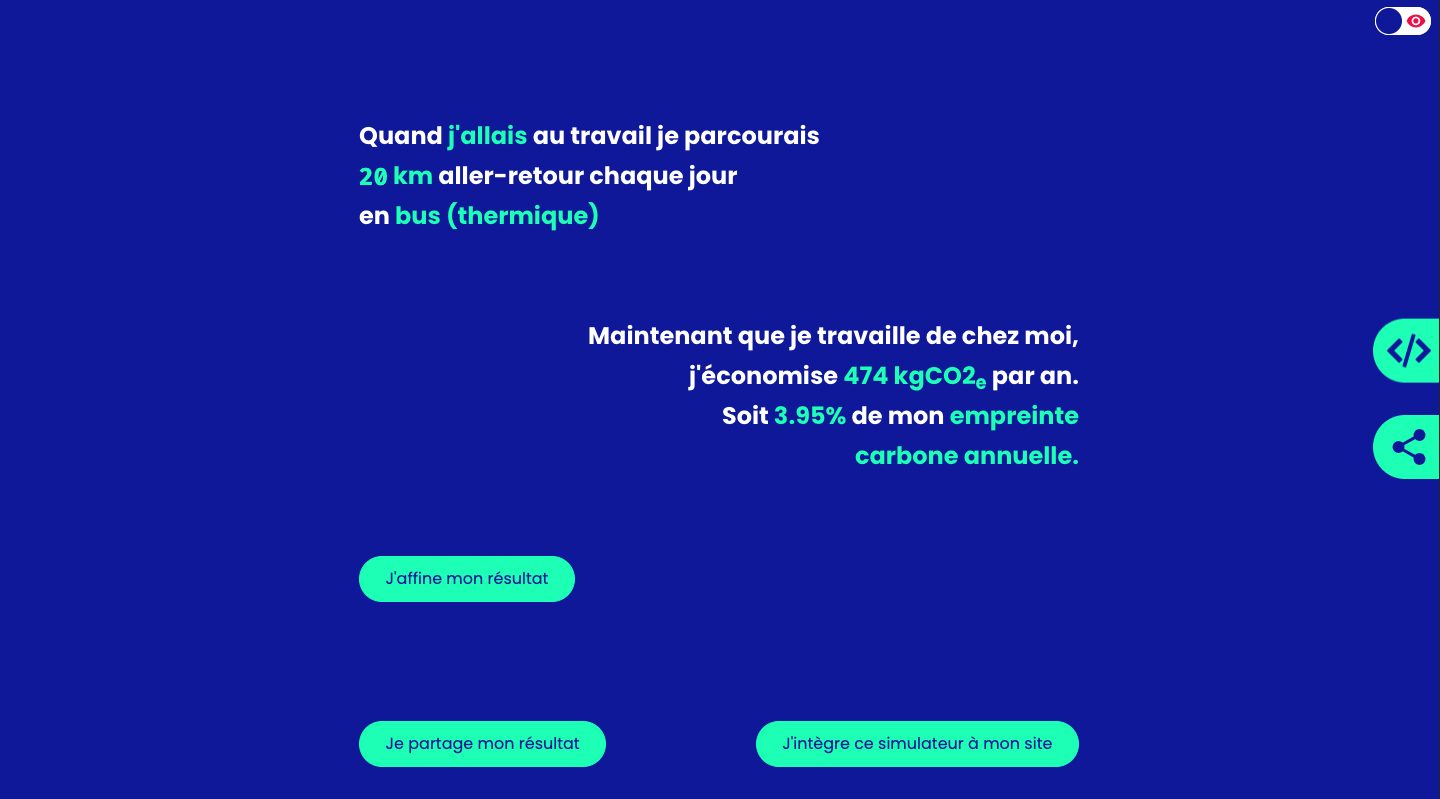 Quand j'allais au travail je parcourais
20 km aller-retour chaque jour
en bus (thermique)
Maintenant que je travaille de chez moi,
j'économise 474 kgCO2e par an.
Soit 3.95% de mon empreinte
carbone annuelle.
J'affine mon résultat
Je partage mon résultat
J'intègre ce simulateur à mon site